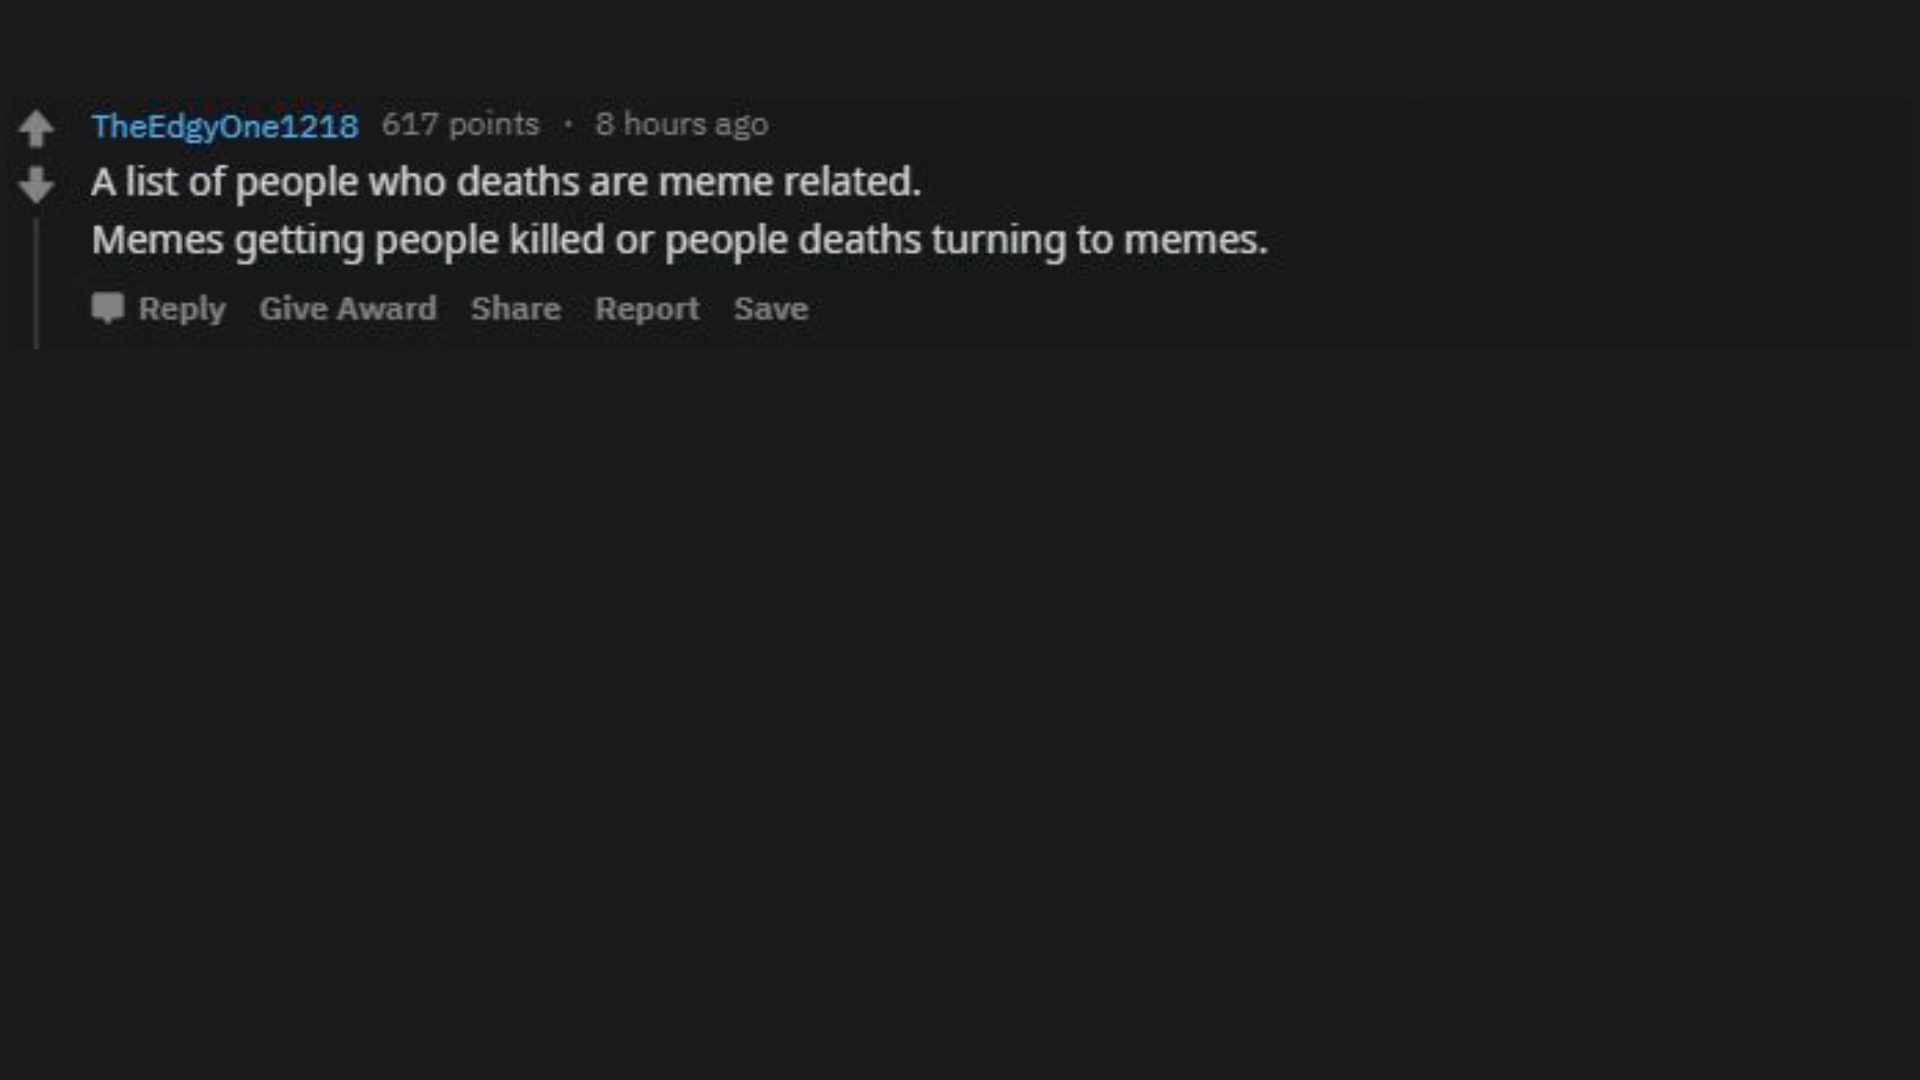 TheEdgyOne1218 617 points · 8 hours ago
A list of people who deaths are meme related.
Memes getting people killed or people deaths turning to memes.
Reply Give Award Share Report Save